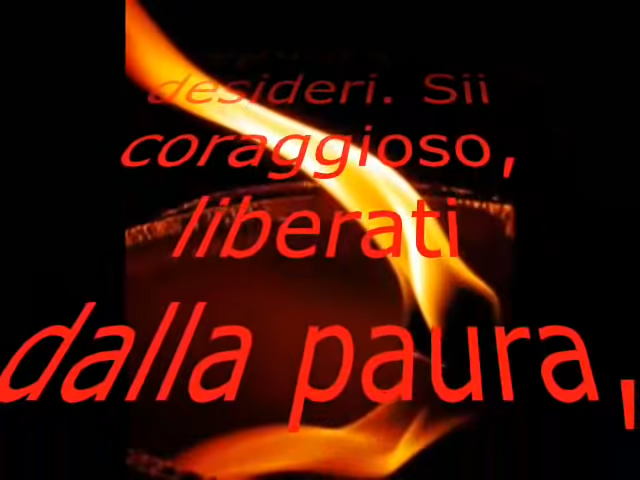 desideri. Sii
coraggioso,
liberati
dalla paura,